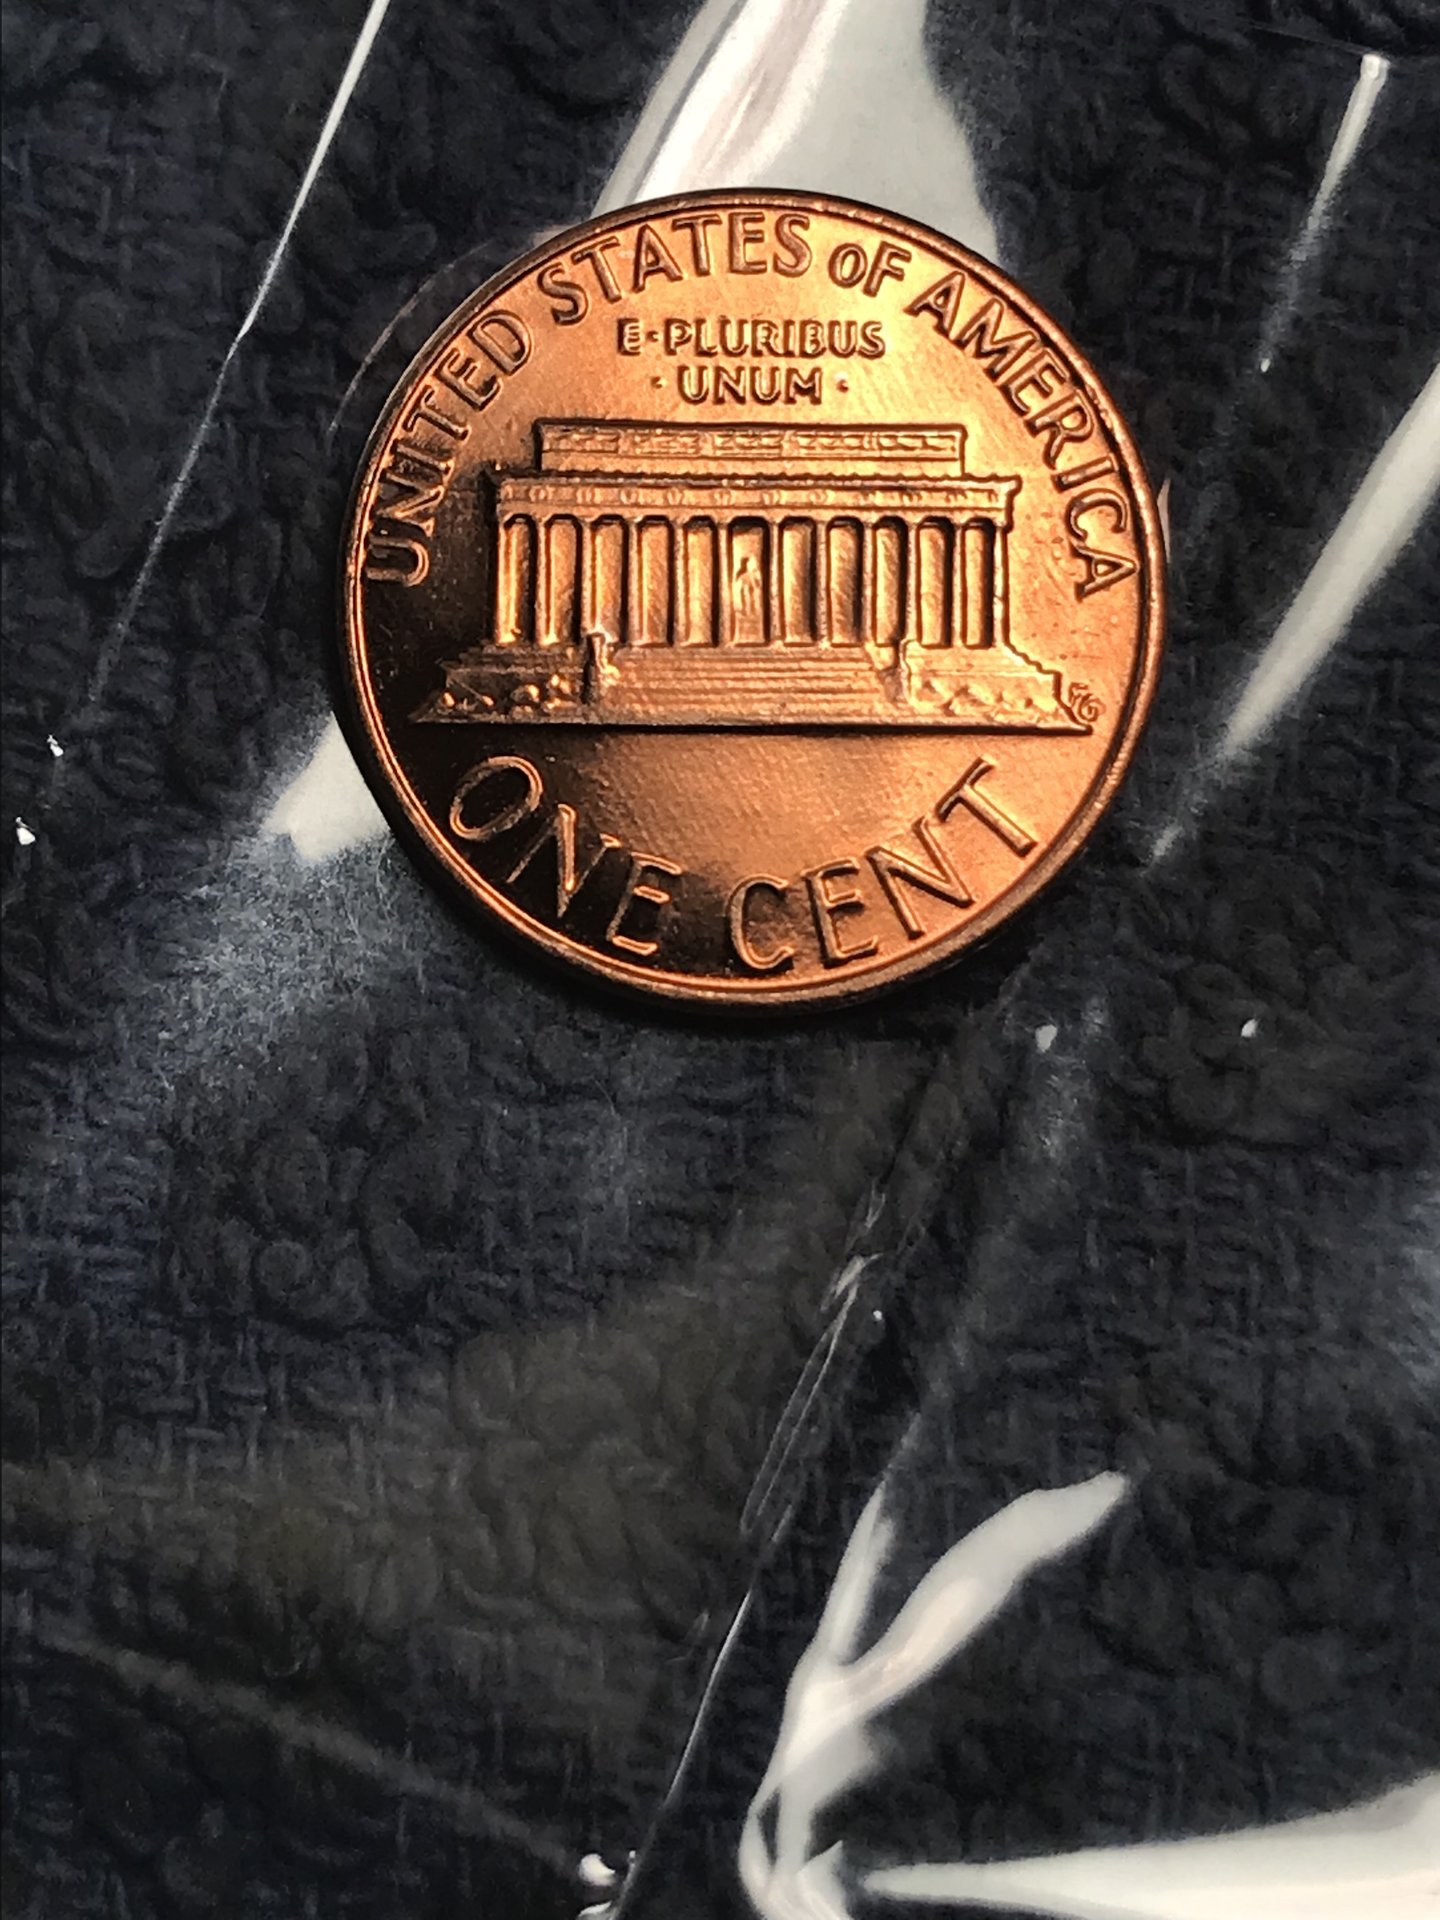 UNITED STATES OF AMERICA
E·PLURIBUS
·UNUM·
FG
ONE CENT